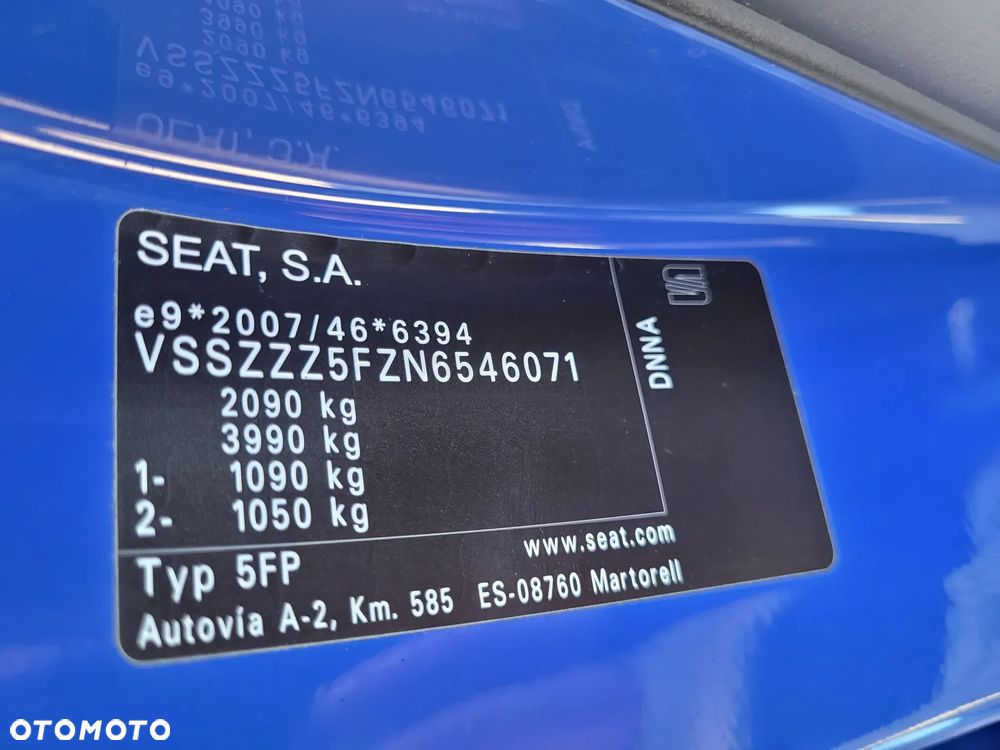 SEAT, S.A.
e9*2007/46*6394
VSSZZZ5FZN6546071
2090 kg
3990 kg
1- 1090 kg
2- 1050 kg
DNNA
www.seat.com
Typ 5FP
Autovía A-2, Km. 585 ES-08760 Martorell
OTOMOTO